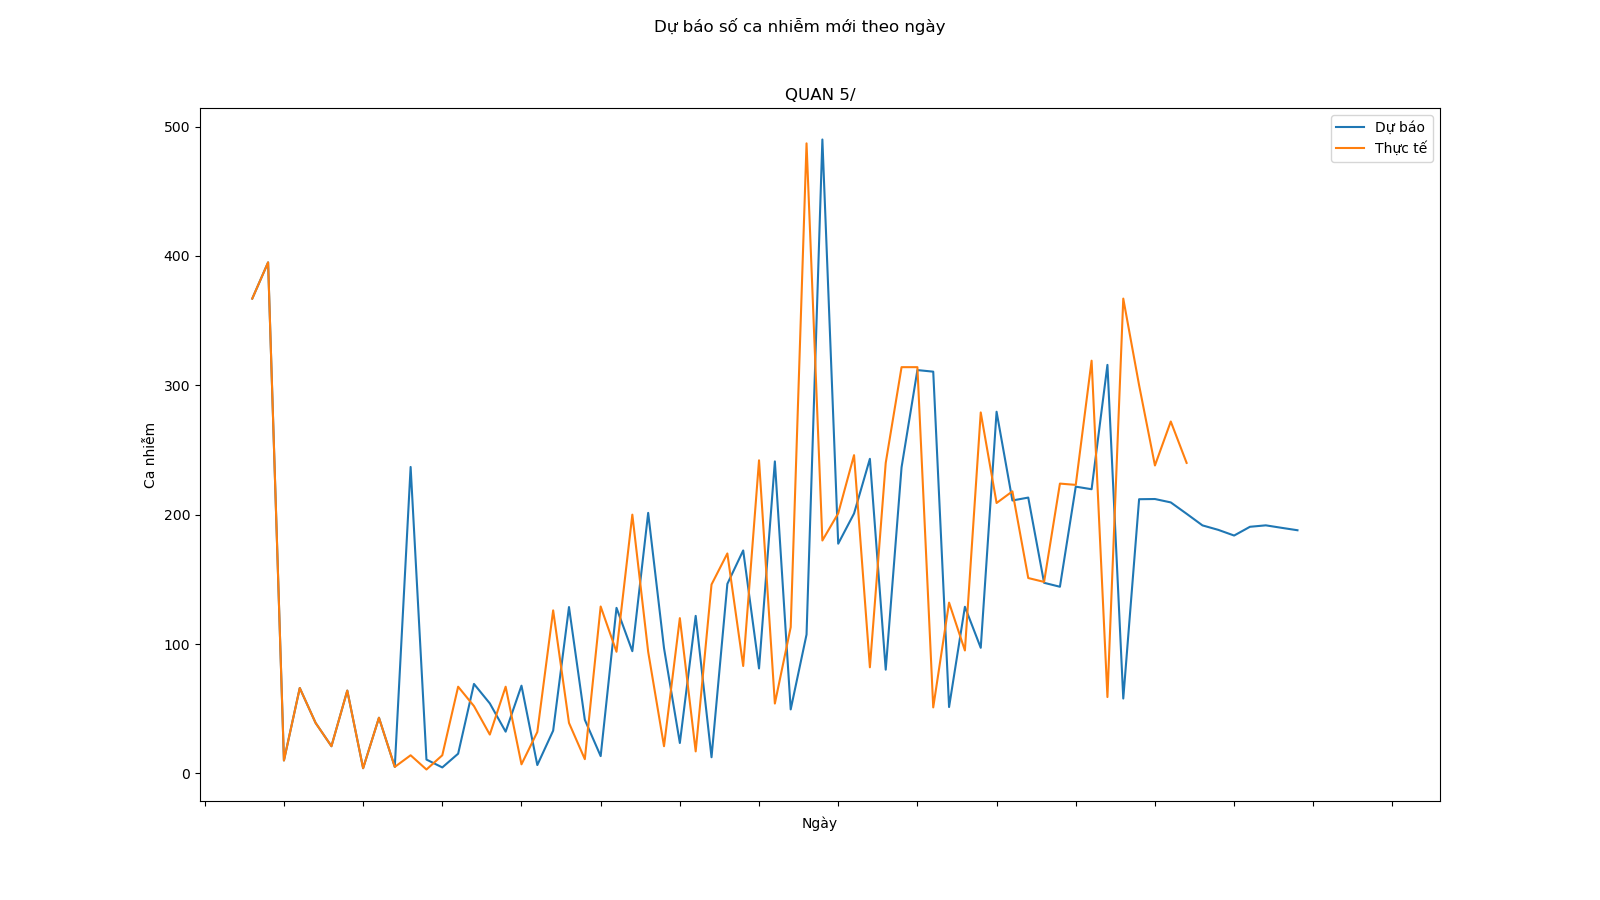 Dự báo số ca nhiễm mới theo ngày
QUAN 5/
Dự báo
Thực tế
500
400
300
200
100
0
Ca nhiễm
Ngày